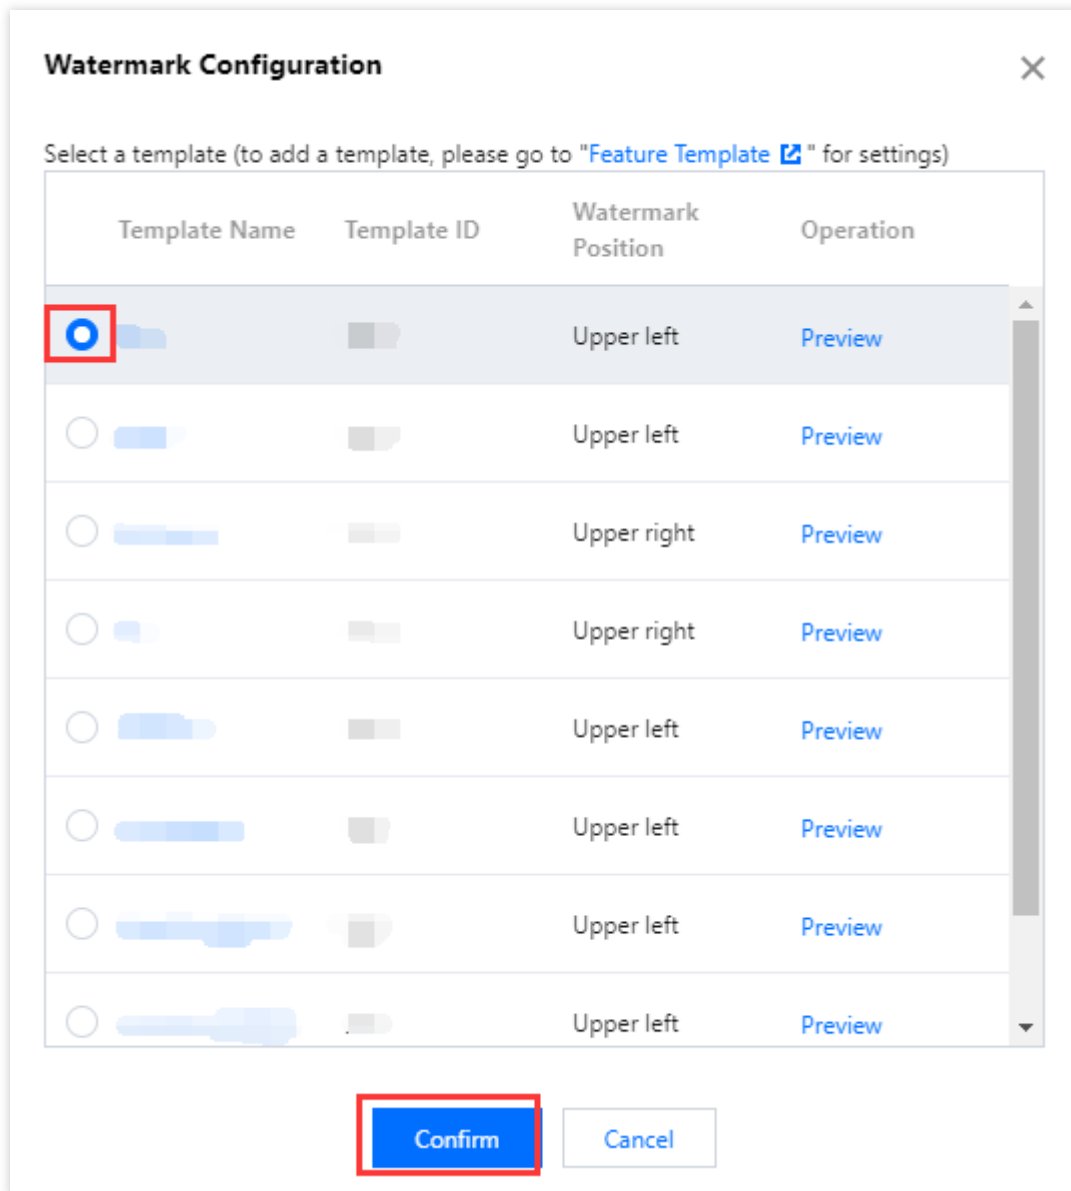 Watermark Configuration
Select a template (to add a template, please go to "Feature Template " for settings)
Template Name Template ID Watermark Position Operation
Upper left Preview
Upper left Preview
Upper right Preview
Upper right Preview
Upper left Preview
Upper left Preview
Upper left Preview
Upper left Preview
Confirm Cancel